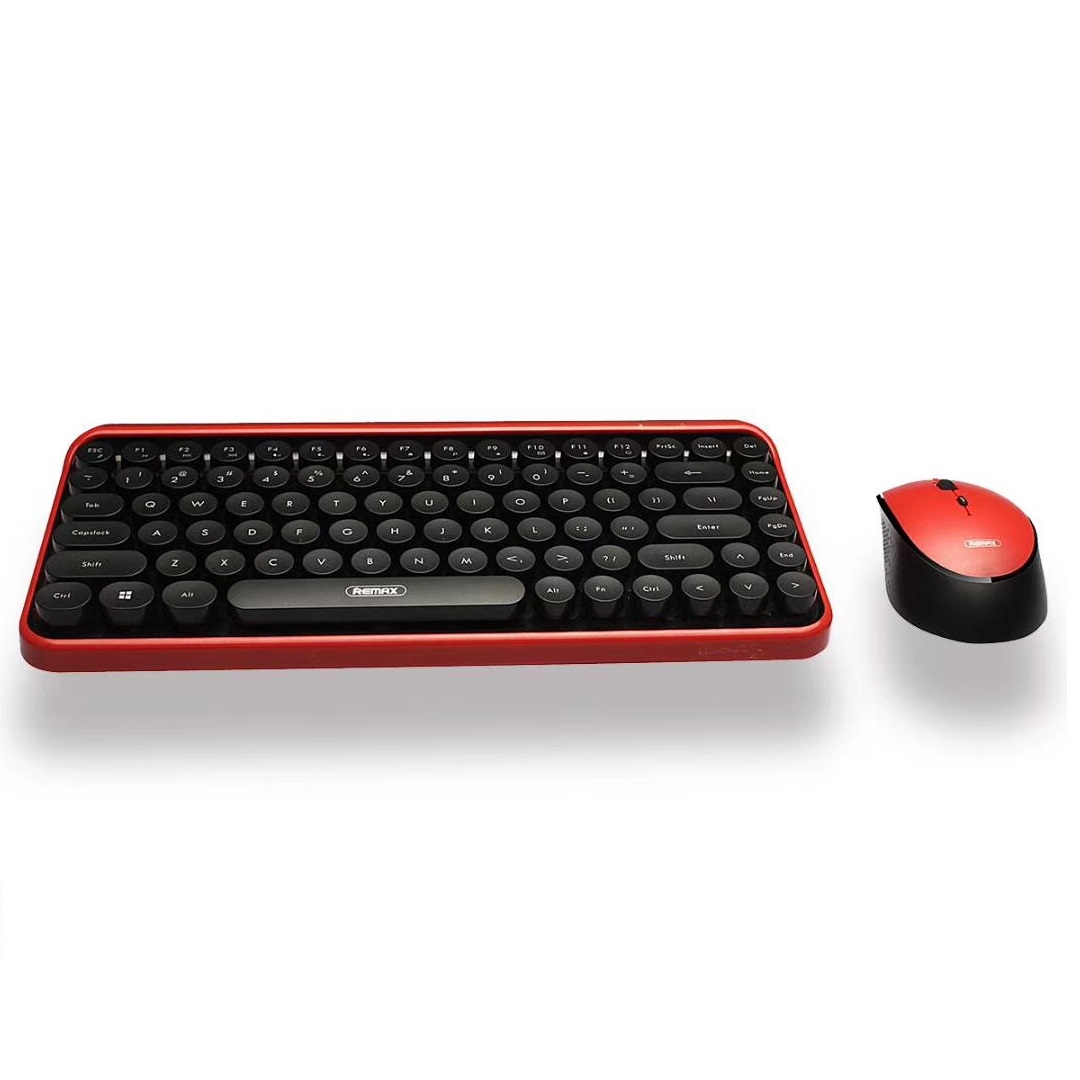 ESC F1 F2 F3 F4 F5 F6 F7 F8 F9 F10 F11 F12 PrtSc Insert Del
~ ! 1 @ 2 # 3 $ 4 % 5 ^ 6 & 7 * 8 ( 9 ) 0 - + = ← Home
Tab Q W E R T Y U I O P {[ }] \| PgUp
Capslock A S D F G H J K L : ; " ' Enter PgDn
Shift Z X C V B N M < , > . ? / Shift ^ End
Ctrl Alt REMAX Alt Fn Ctrl < v >
REMAX